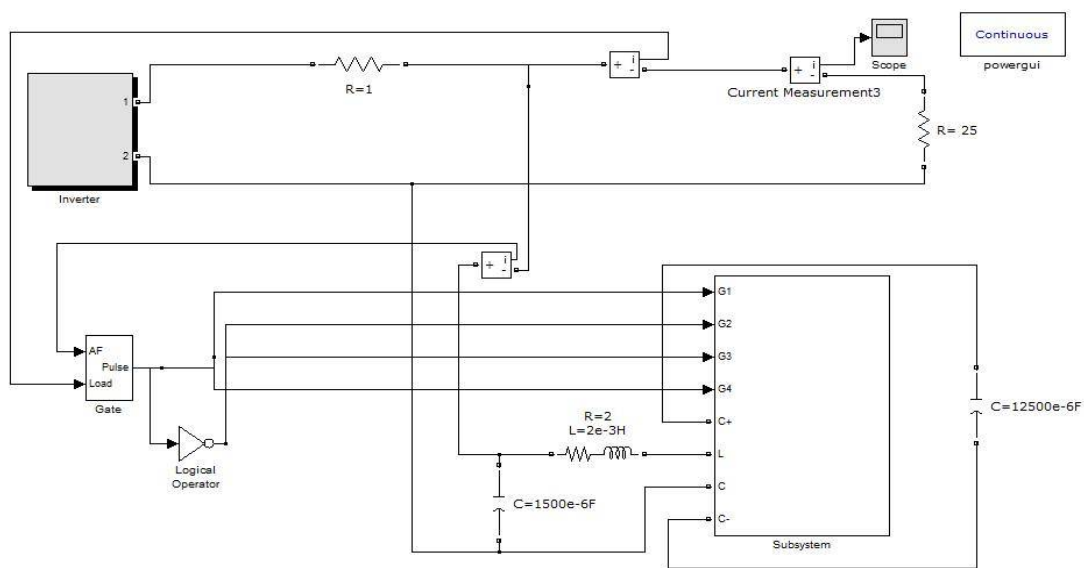 Continuous
powergui
Scope
i
+
-
i
+
-
Current Measurement3
R=1
R= 25
1
2
Inverter
i
+
-
G1
G2
G3
G4
C+
L
C
C-
Subsystem
AF
Pulse
Load
Gate
Logical
Operator
R=2
L=2e-3H
C=1500e-6F
C=12500e-6F